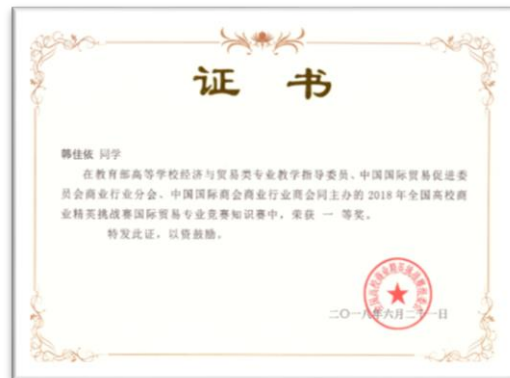 证 书
韩佳依 同学
在教育部高等学校经济与贸易类专业教学指导委员、中国国际贸易促进委
员会商业行业分会、中国国际商会商业行业商会同主办的 2018 年全国高校商
业精英挑战赛国际贸易专业竞赛知识赛中，荣获 一 等奖。
特发此证，以资鼓励。
二〇一八年六月二十一日